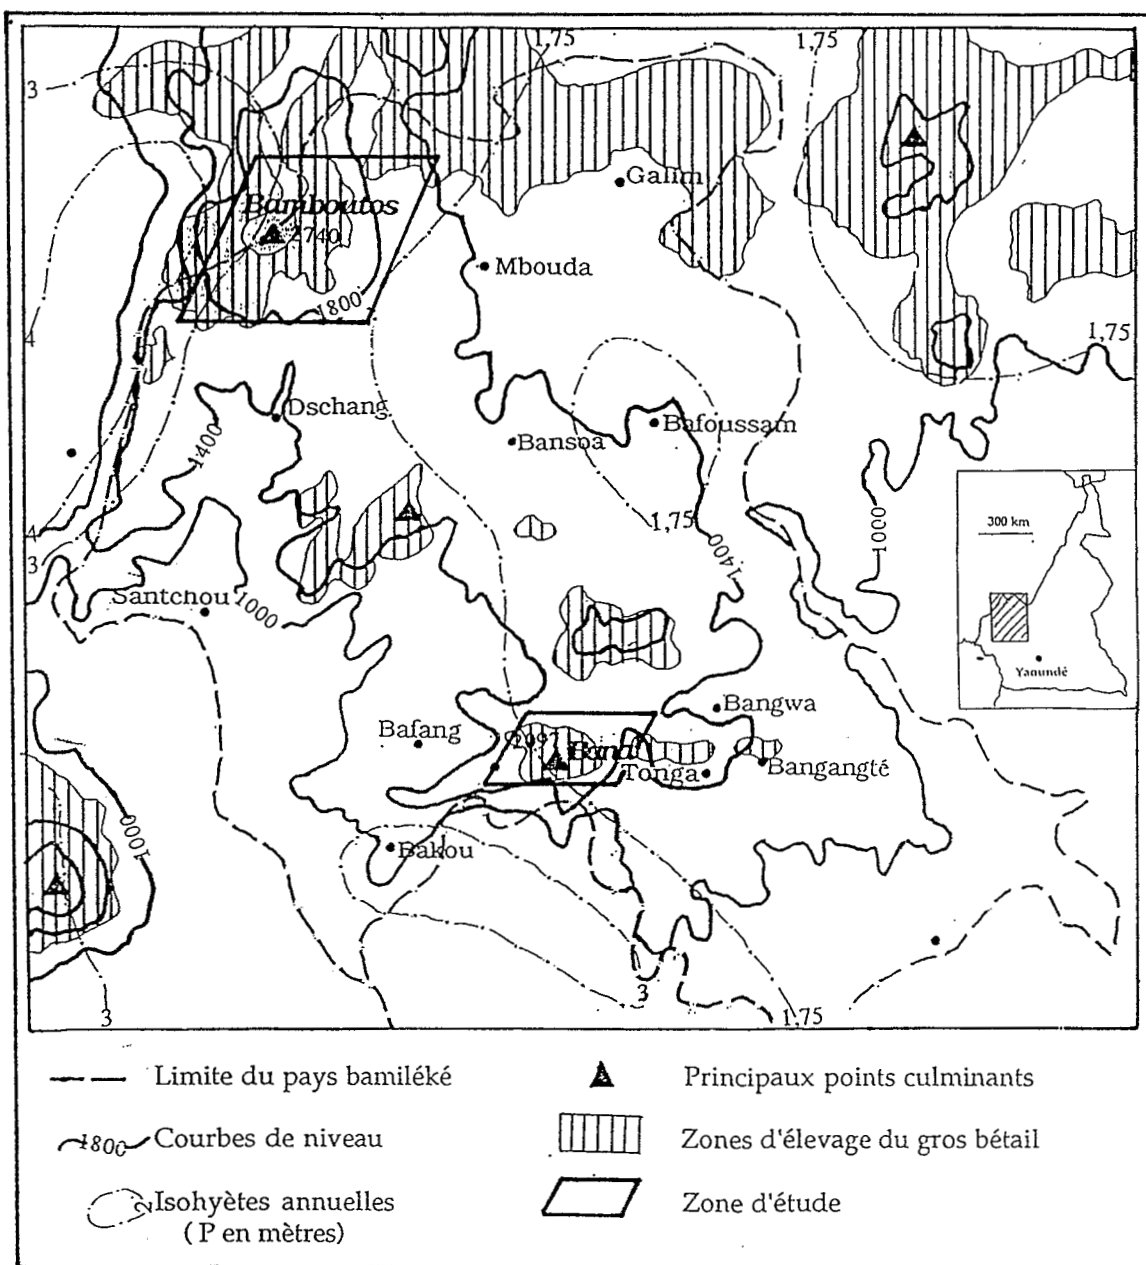 1,75
1,75
3
Galim
Bamboutos
2740
Mbouda
1800
4
1,75
Dschang
Bafoussam
Bansoa
1400
1,75
300 km
1000
4
3
1400
Santchou
1000
Yaoundé
Bangwa
Bafang
2097
Bana
Tonga
Bangangté
1000
Bakou
3
3
1,75
Limite du pays bamiléké
Principaux points culminants
1800
Courbes de niveau
Zones d'élevage du gros bétail
2
Isohyètes annuelles
( P en mètres)
Zone d'étude